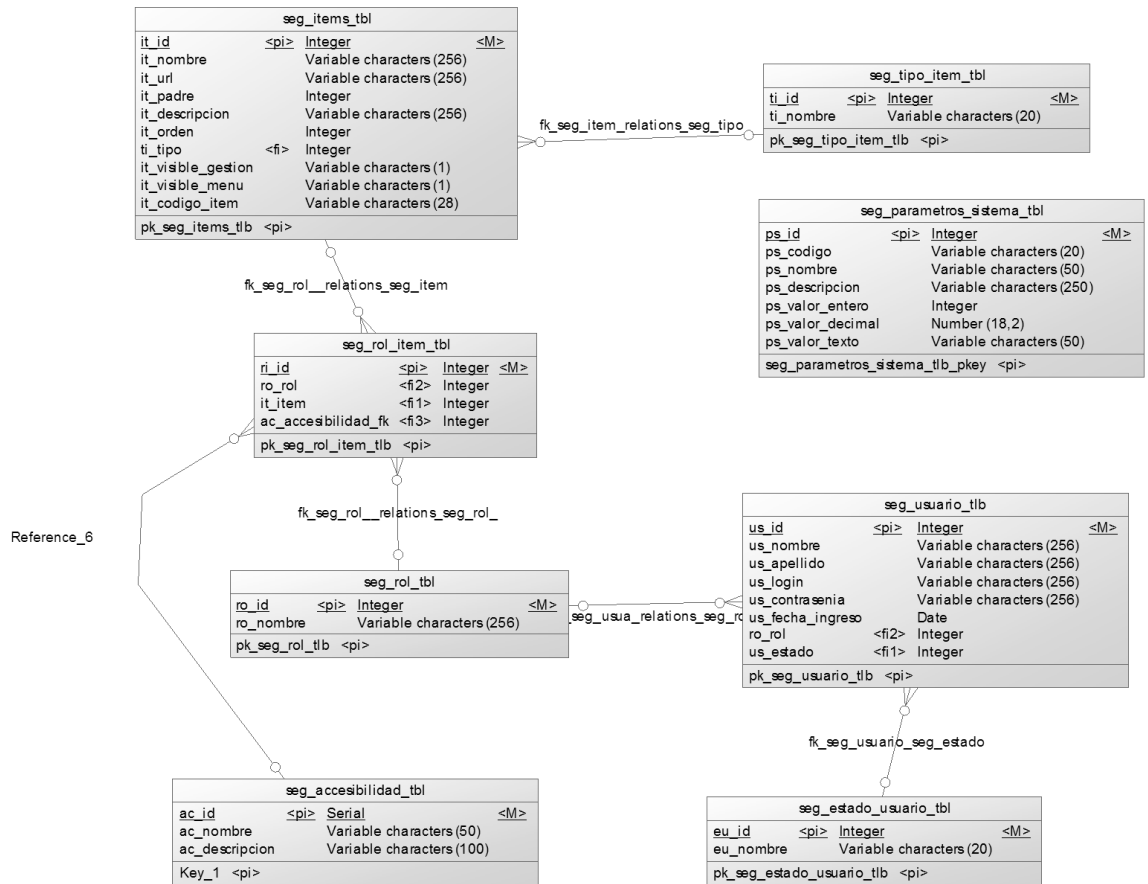 seg_items_tbl
it_id <pi> Integer <M>
it_nombre Variable characters (256)
it_url Variable characters (256)
it_padre Integer
it_descripcion Variable characters (256)
it_orden Integer
ti_tipo <fi> Integer
it_visible_gestion Variable characters (1)
it_visible_menu Variable characters (1)
it_codigo_item Variable characters (28)
pk_seg_items_tlb <pi>
fk_seg_item_relations_seg_tipo
seg_tipo_item_tbl
ti_id <pi> Integer <M>
ti_nombre Variable characters (20)
pk_seg_tipo_item_tlb <pi>
seg_parametros_sistema_tbl
ps_id <pi> Integer <M>
ps_codigo Variable characters (20)
ps_nombre Variable characters (50)
ps_descripcion Variable characters (250)
ps_valor_entero Integer
ps_valor_decimal Number (18,2)
ps_valor_texto Variable characters (50)
seg_parametros_sistema_tlb_pkey <pi>
fk_seg_rol__relations_seg_item
seg_rol_item_tbl
ri_id <pi> Integer <M>
ro_rol <fi2> Integer
it_item <fi1> Integer
ac_accesibilidad_fk <fi3> Integer
pk_seg_rol_item_tlb <pi>
fk_seg_rol__relations_seg_rol_
Reference_6
seg_rol_tbl
ro_id <pi> Integer <M>
ro_nombre Variable characters (256)
pk_seg_rol_tlb <pi>
_seg_usua_relations_seg_ro
seg_usuario_tlb
us_id <pi> Integer <M>
us_nombre Variable characters (256)
us_apellido Variable characters (256)
us_login Variable characters (256)
us_contrasenia Variable characters (256)
us_fecha_ingreso Date
ro_rol <fi2> Integer
us_estado <fi1> Integer
pk_seg_usuario_tlb <pi>
fk_seg_usuario_seg_estado
seg_accesibilidad_tbl
ac_id <pi> Serial <M>
ac_nombre Variable characters (50)
ac_descripcion Variable characters (100)
Key_1 <pi>
seg_estado_usuario_tbl
eu_id <pi> Integer <M>
eu_nombre Variable characters (20)
pk_seg_estado_usuario_tlb <pi>